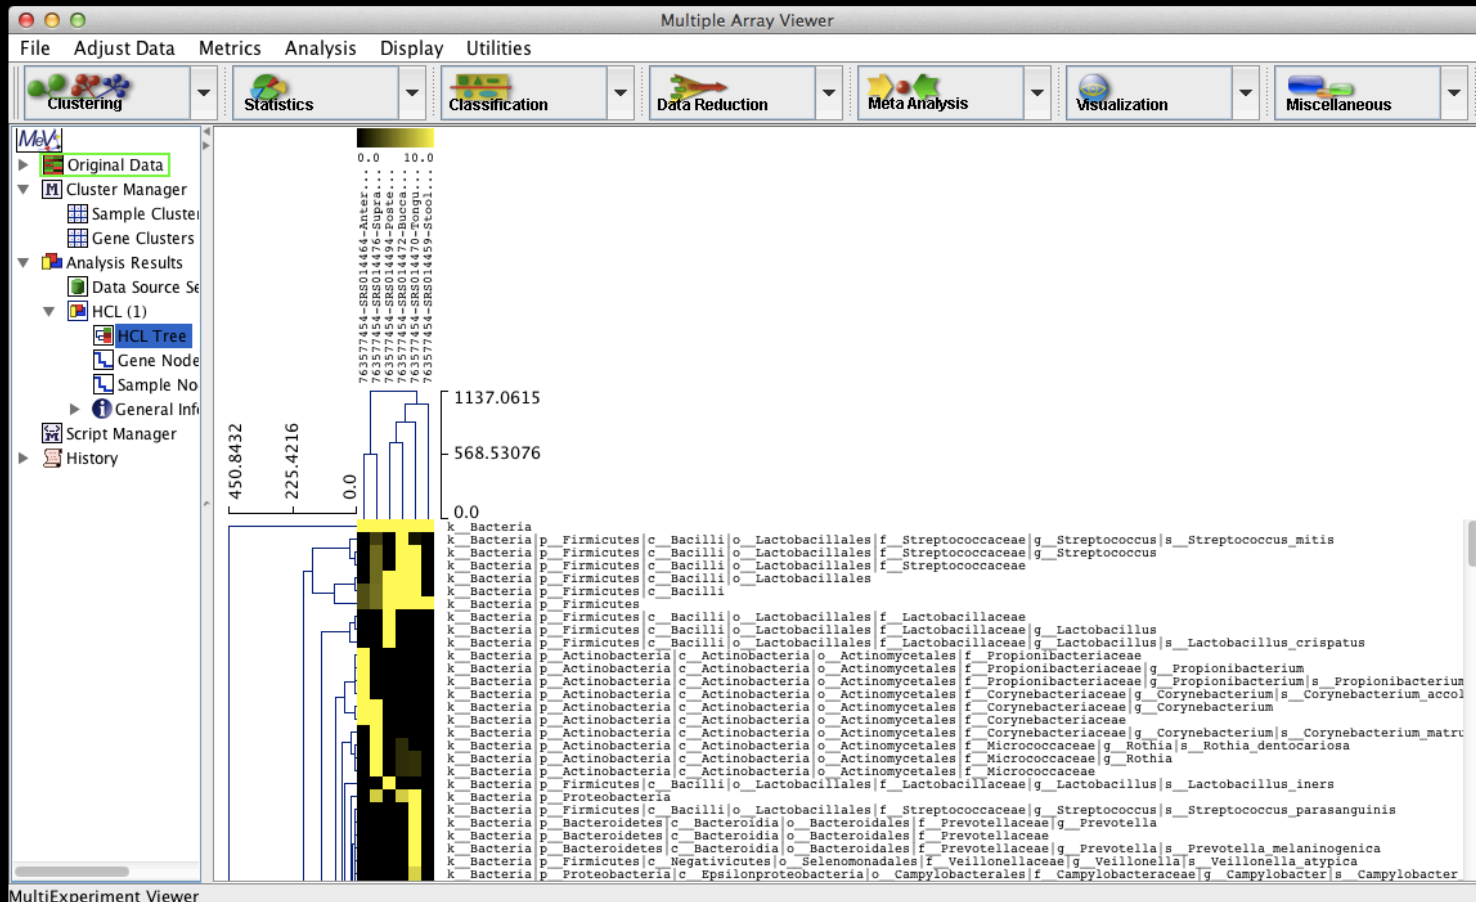 Multiple Array Viewer
File Adjust Data Metrics Analysis Display Utilities
Clustering Statistics Classification Data Reduction Meta Analysis Visualization Miscellaneous
MeV
Original Data
Cluster Manager
Sample Cluster
Gene Clusters
Analysis Results
Data Source Se
HCL (1)
HCL Tree
Gene Node
Sample No
General Info
Script Manager
History
0.0 10.0
763577454-SRS014464-Anter...
763577454-SRS014476-Supra...
763577454-SRS014494-Poste...
763577454-SRS014472-Bucca...
763577454-SRS014470-Tongu...
763577454-SRS014459-Stool...
1137.0615
568.53076
0.0
450.8432
225.4216
0.0
k__Bacteria
k__Bacteria|p__Firmicutes|c__Bacilli|o__Lactobacillales|f__Streptococcaceae|g__Streptococcus|s__Streptococcus_mitis
k__Bacteria|p__Firmicutes|c__Bacilli|o__Lactobacillales|f__Streptococcaceae|g__Streptococcus
k__Bacteria|p__Firmicutes|c__Bacilli|o__Lactobacillales|f__Streptococcaceae
k__Bacteria|p__Firmicutes|c__Bacilli|o__Lactobacillales
k__Bacteria|p__Firmicutes|c__Bacilli
k__Bacteria|p__Firmicutes
k__Bacteria|p__Firmicutes|c__Bacilli|o__Lactobacillales|f__Lactobacillaceae
k__Bacteria|p__Firmicutes|c__Bacilli|o__Lactobacillales|f__Lactobacillaceae|g__Lactobacillus
k__Bacteria|p__Firmicutes|c__Bacilli|o__Lactobacillales|f__Lactobacillaceae|g__Lactobacillus|s__Lactobacillus_crispatus
k__Bacteria|p__Actinobacteria|c__Actinobacteria|o__Actinomycetales|f__Propionibacteriaceae
k__Bacteria|p__Actinobacteria|c__Actinobacteria|o__Actinomycetales|f__Propionibacteriaceae|g__Propionibacterium
k__Bacteria|p__Actinobacteria|c__Actinobacteria|o__Actinomycetales|f__Propionibacteriaceae|g__Propionibacterium|s__Propionibacterium
k__Bacteria|p__Actinobacteria|c__Actinobacteria|o__Actinomycetales|f__Corynebacteriaceae|g__Corynebacterium|s__Corynebacterium_accol
k__Bacteria|p__Actinobacteria|c__Actinobacteria|o__Actinomycetales|f__Corynebacteriaceae|g__Corynebacterium
k__Bacteria|p__Actinobacteria|c__Actinobacteria|o__Actinomycetales|f__Corynebacteriaceae
k__Bacteria|p__Actinobacteria|c__Actinobacteria|o__Actinomycetales|f__Corynebacteriaceae|g__Corynebacterium|s__Corynebacterium_matru
k__Bacteria|p__Actinobacteria|c__Actinobacteria|o__Actinomycetales|f__Micrococcaceae|g__Rothia|s__Rothia_dentocariosa
k__Bacteria|p__Actinobacteria|c__Actinobacteria|o__Actinomycetales|f__Micrococcaceae|g__Rothia
k__Bacteria|p__Actinobacteria|c__Actinobacteria|o__Actinomycetales|f__Micrococcaceae
k__Bacteria|p__Firmicutes|c__Bacilli|o__Lactobacillales|f__Lactobacillaceae|g__Lactobacillus|s__Lactobacillus_iners
k__Bacteria|p__Proteobacteria
k__Bacteria|p__Firmicutes|c__Bacilli|o__Lactobacillales|f__Streptococcaceae|g__Streptococcus|s__Streptococcus_parasanguinis
k__Bacteria|p__Bacteroidetes|c__Bacteroidia|o__Bacteroidales|f__Prevotellaceae|g__Prevotella
k__Bacteria|p__Bacteroidetes|c__Bacteroidia|o__Bacteroidales|f__Prevotellaceae
k__Bacteria|p__Bacteroidetes|c__Bacteroidia|o__Bacteroidales|f__Prevotellaceae|g__Prevotella|s__Prevotella_melaninogenica
k__Bacteria|p__Firmicutes|c__Negativicutes|o__Selenomonadales|f__Veillonellaceae|g__Veillonella|s__Veillonella_atypica
k__Bacteria|p__Proteobacteria|c__Epsilonproteobacteria|o__Campylobacterales|f__Campylobacteraceae|g__Campylobacter|s__Campylobacter_
MultiExperiment Viewer